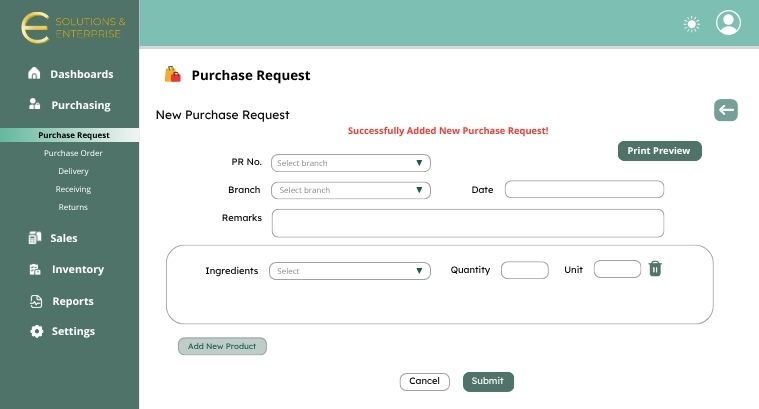 SOLUTIONS &
ENTERPRISE
Dashboards
Purchasing
Purchase Request
Purchase Order
Delivery
Receiving
Returns
Sales
Inventory
Reports
Settings
Purchase Request
New Purchase Request
Successfully Added New Purchase Request!
Print Preview
PR No. Select branch
Branch Select branch Date
Remarks
Ingredients Select Quantity Unit
Add New Product
Cancel Submit